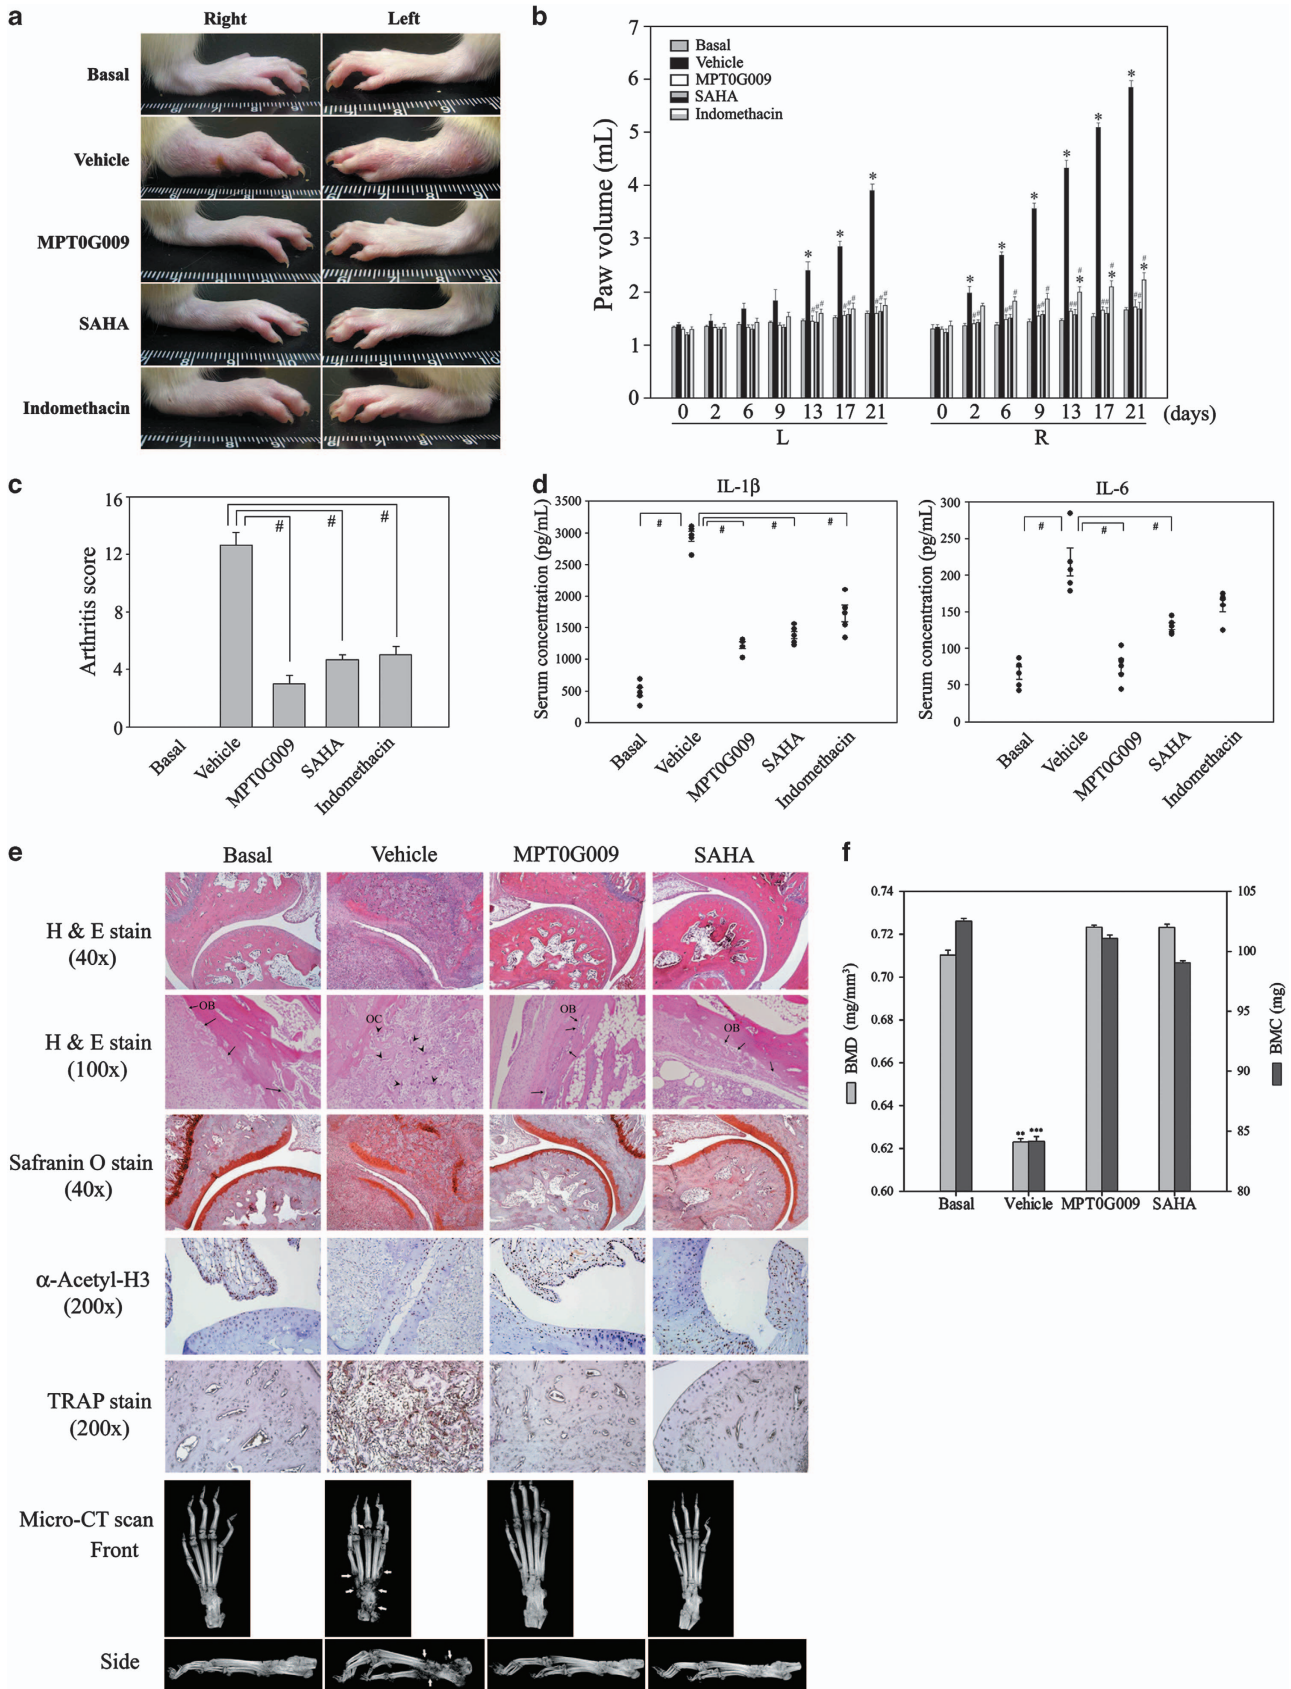 a
Right Left
Basal
Vehicle
MPT0G009
SAHA
Indomethacin
b
7
6
5
4
3
2
1
0
Paw volume (mL)
Basal
Vehicle
MPT0G009
SAHA
Indomethacin
0 2 6 9 13 17 21 0 2 6 9 13 17 21 (days)
L R
c
16
12
8
4
0
Arthritis score
# # #
Basal
Vehicle
MPT0G009
SAHA
Indomethacin
d
IL-1β
3500
3000
2500
2000
1500
1000
500
0
Serum concentration (pg/mL)
# # # #
Basal
Vehicle
MPT0G009
SAHA
Indomethacin
IL-6
300
250
200
150
100
50
0
Serum concentration (pg/mL)
# # #
Basal
Vehicle
MPT0G009
SAHA
Indomethacin
e
Basal Vehicle MPT0G009 SAHA
H & E stain
(40x)
H & E stain
(100x)
OB OC OB OB
Safranin O stain
(40x)
α-Acetyl-H3
(200x)
TRAP stain
(200x)
Micro-CT scan
Front
Side
f
0.74
0.72
0.70
0.68
0.66
0.64
0.62
0.60
BMD (mg/mm³)
105
100
95
90
85
80
BMC (mg)
** ***
Basal Vehicle MPT0G009 SAHA